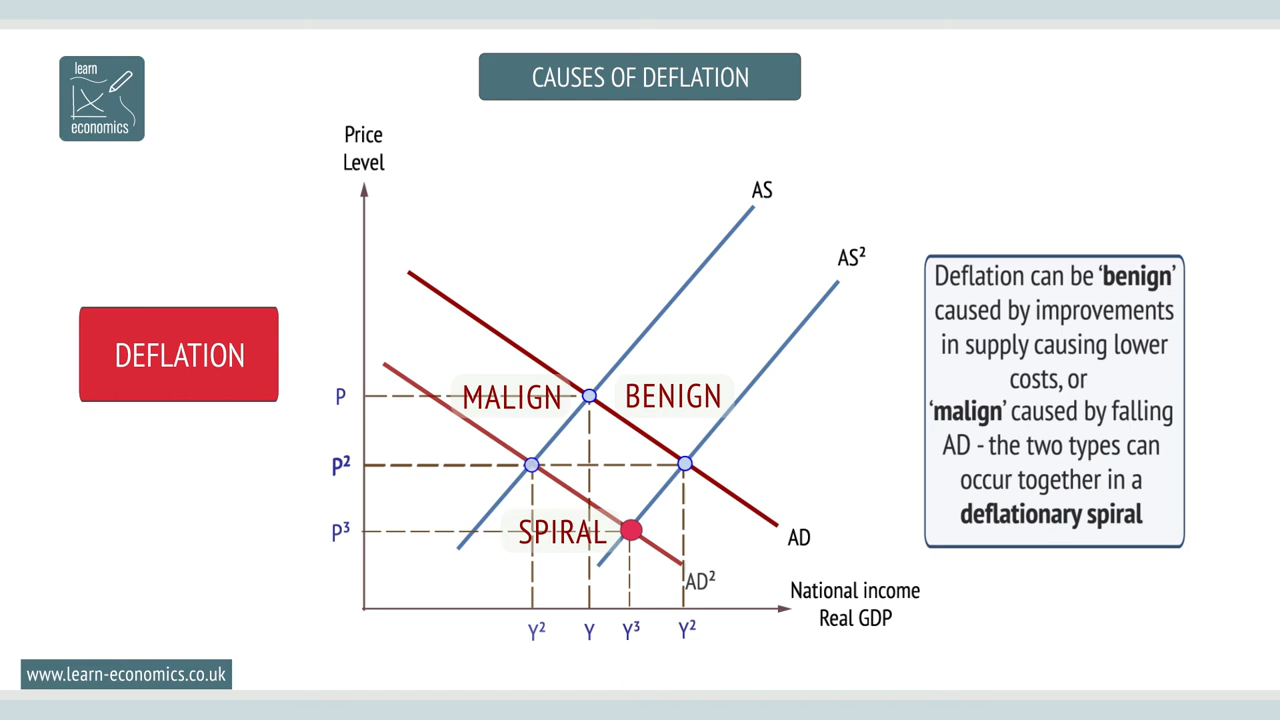 learn
economics
CAUSES OF DEFLATION
Price
Level
AS
AS²
DEFLATION
P
MALIGN
BENIGN
P²
P³
SPIRAL
AD
AD²
National income
Real GDP
Y²
Y
Y³
Y²
Deflation can be ‘benign’
caused by improvements
in supply causing lower
costs, or
‘malign’ caused by falling
AD - the two types can
occur together in a
deflationary spiral
www.learn-economics.co.uk